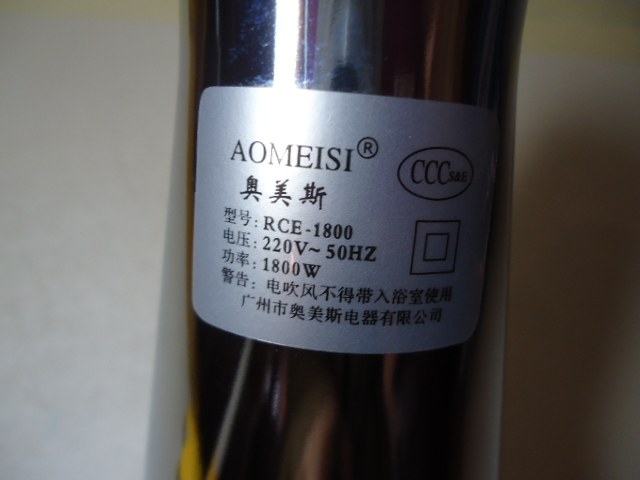 AOMEISI®
CCCS&E
奥美斯
型号: RCE-1800
电压: 220V~50HZ
功率: 1800W
警告: 电吹风不得带入浴室使用
广州市奥美斯电器有限公司